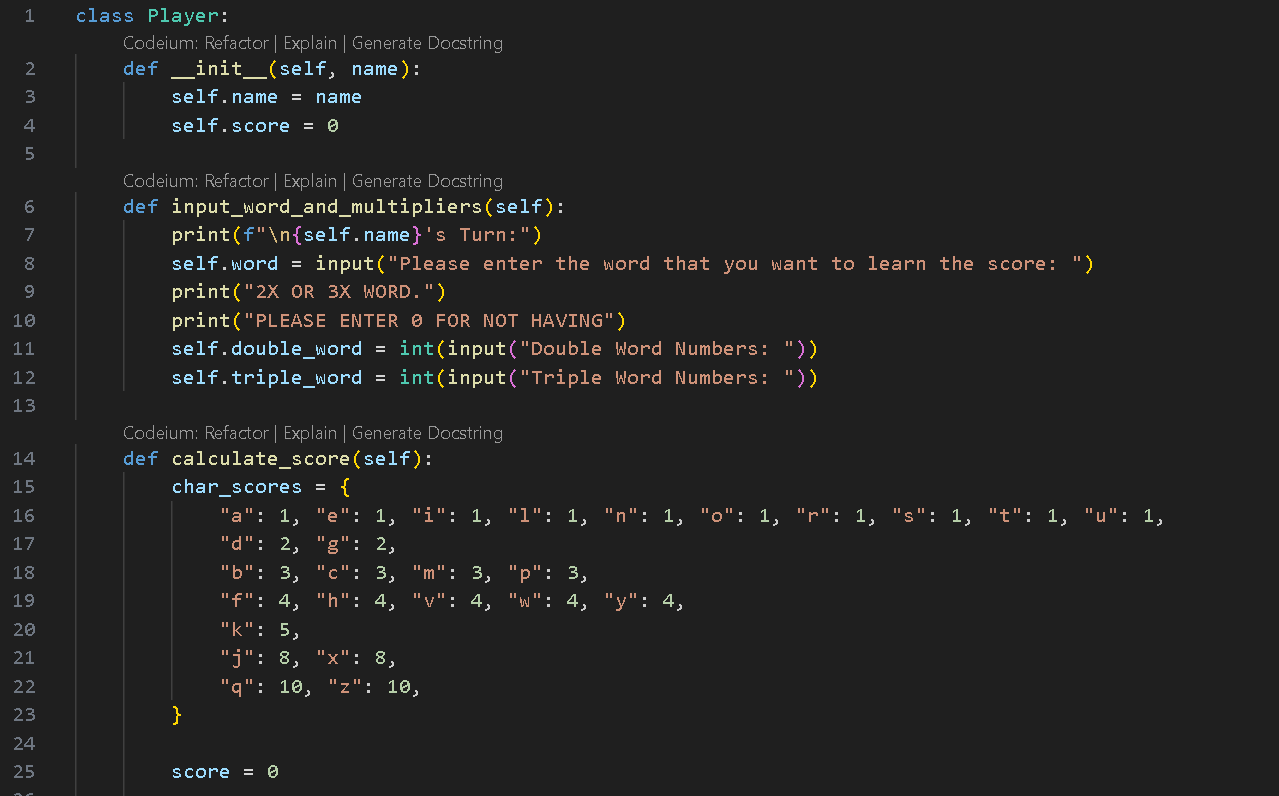 1 class Player:
Codeium: Refactor | Explain | Generate Docstring
2 def __init__(self, name):
3 self.name = name
4 self.score = 0
5
Codeium: Refactor | Explain | Generate Docstring
6 def input_word_and_multipliers(self):
7 print(f"\n{self.name}'s Turn:")
8 self.word = input("Please enter the word that you want to learn the score: ")
9 print("2X OR 3X WORD.")
10 print("PLEASE ENTER 0 FOR NOT HAVING")
11 self.double_word = int(input("Double Word Numbers: "))
12 self.triple_word = int(input("Triple Word Numbers: "))
13
Codeium: Refactor | Explain | Generate Docstring
14 def calculate_score(self):
15 char_scores = {
16 "a": 1, "e": 1, "i": 1, "l": 1, "n": 1, "o": 1, "r": 1, "s": 1, "t": 1, "u": 1,
17 "d": 2, "g": 2,
18 "b": 3, "c": 3, "m": 3, "p": 3,
19 "f": 4, "h": 4, "v": 4, "w": 4, "y": 4,
20 "k": 5,
21 "j": 8, "x": 8,
22 "q": 10, "z": 10,
23 }
24
25 score = 0